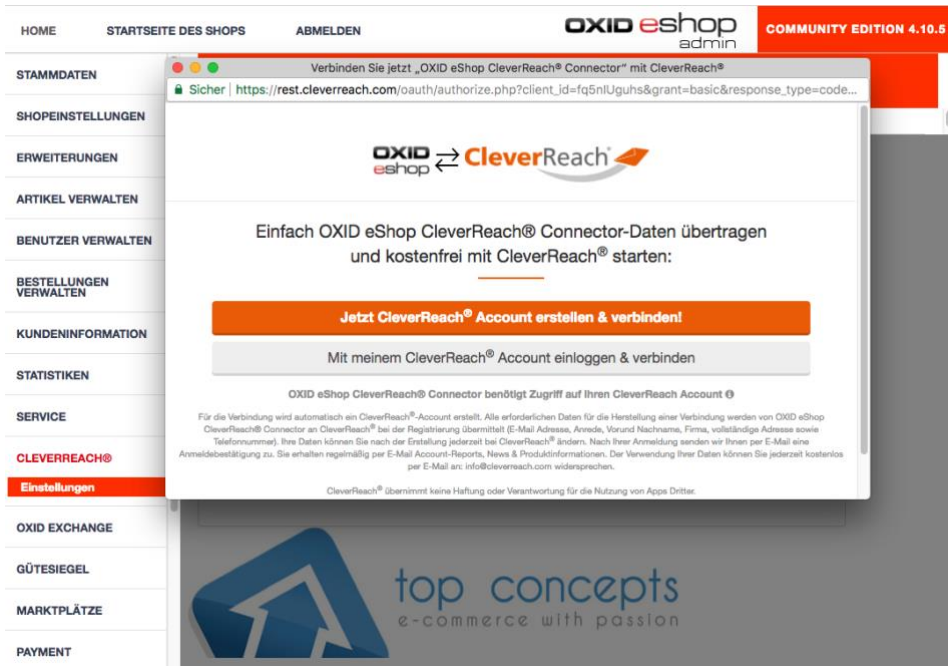 HOME STARTSEITE DES SHOPS ABMELDEN OXID eshop admin COMMUNITY EDITION 4.10.5
STAMMDATEN
SHOPEINSTELLUNGEN
ERWEITERUNGEN
ARTIKEL VERWALTEN
BENUTZER VERWALTEN
BESTELLUNGEN
VERWALTEN
KUNDENINFORMATION
STATISTIKEN
SERVICE
CLEVERREACH®
Einstellungen
OXID EXCHANGE
GÜTESIEGEL
MARKTPLÄTZE
PAYMENT
Verbinden Sie jetzt „OXID eShop CleverReach® Connector" mit CleverReach®
Sicher | https://rest.cleverreach.com/oauth/authorize.php?client_id=fq5nIUguhs&grant=basic&response_type=code...
OXID eshop CleverReach®
Einfach OXID eShop CleverReach® Connector-Daten übertragen
und kostenfrei mit CleverReach® starten:
Jetzt CleverReach® Account erstellen & verbinden!
Mit meinem CleverReach® Account einloggen & verbinden
OXID eShop CleverReach® Connector benötigt Zugriff auf Ihren CleverReach Account
Für die Verbindung wird automatisch ein CleverReach®-Account erstellt. Alle erforderlichen Daten für die Herstellung einer Verbindung werden von OXID eShop
CleverReach® Connector an CleverReach® bei der Registrierung übermittelt (E-Mail Adresse, Anrede, Vorund Nachname, Firma, vollständige Adresse sowie
Telefonnummer). Ihre Daten können Sie nach der Erstellung jederzeit bei CleverReach® ändern. Nach Ihrer Anmeldung senden wir Ihnen per E-Mail eine
Anmeldebestätigung zu. Sie erhalten regelmäßig per E-Mail Account-Reports, News & Produktinformationen. Der Verwendung Ihrer Daten können Sie jederzeit kostenlos
per E-Mail an: info@cleverreach.com widersprechen.
CleverReach® übernimmt keine Haftung oder Verantwortung für die Nutzung von Apps Dritter.
top concepts
e-commerce with passion